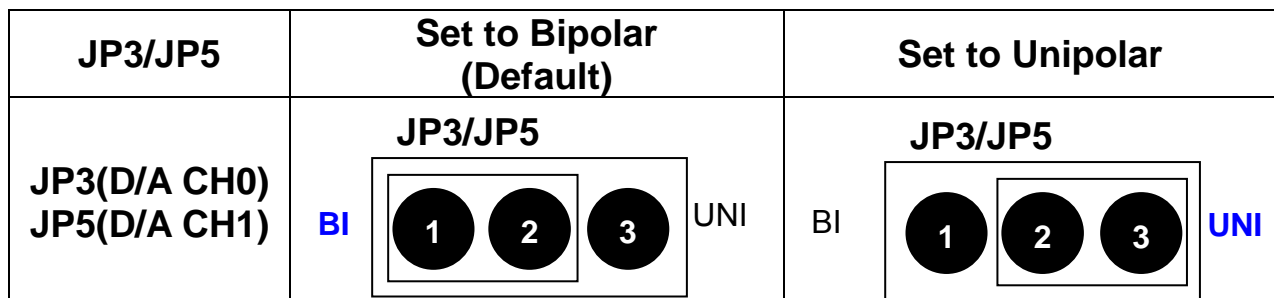 JP3/JP5
Set to Bipolar
(Default)
Set to Unipolar
JP3(D/A CH0)
JP5(D/A CH1)
JP3/JP5
BI 1 2 3 UNI
JP3/JP5
BI 1 2 3 UNI